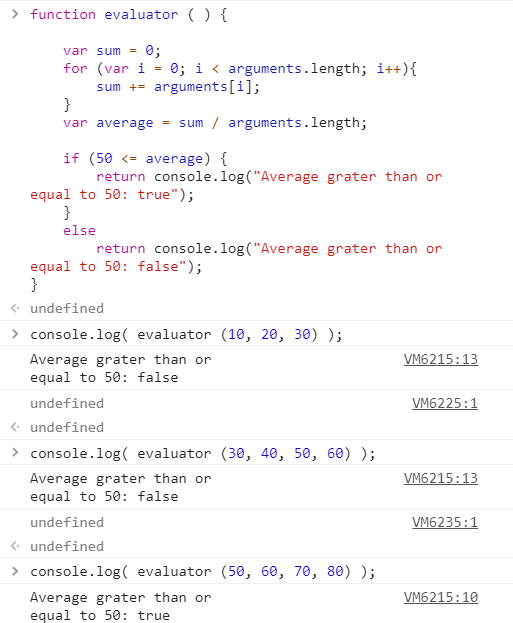 > function evaluator ( ) {
var sum = 0;
for (var i = 0; i < arguments.length; i++){
sum += arguments[i];
}
var average = sum / arguments.length;
if (50 <= average) {
return console.log("Average grater than or
equal to 50: true");
}
else
return console.log("Average grater than or
equal to 50: false");
}
undefined
> console.log( evaluator (10, 20, 30) );
Average grater than or VM6215:13
equal to 50: false
undefined VM6225:1
undefined
> console.log( evaluator (30, 40, 50, 60) );
Average grater than or VM6215:13
equal to 50: false
undefined VM6235:1
undefined
> console.log( evaluator (50, 60, 70, 80) );
Average grater than or VM6215:10
equal to 50: true